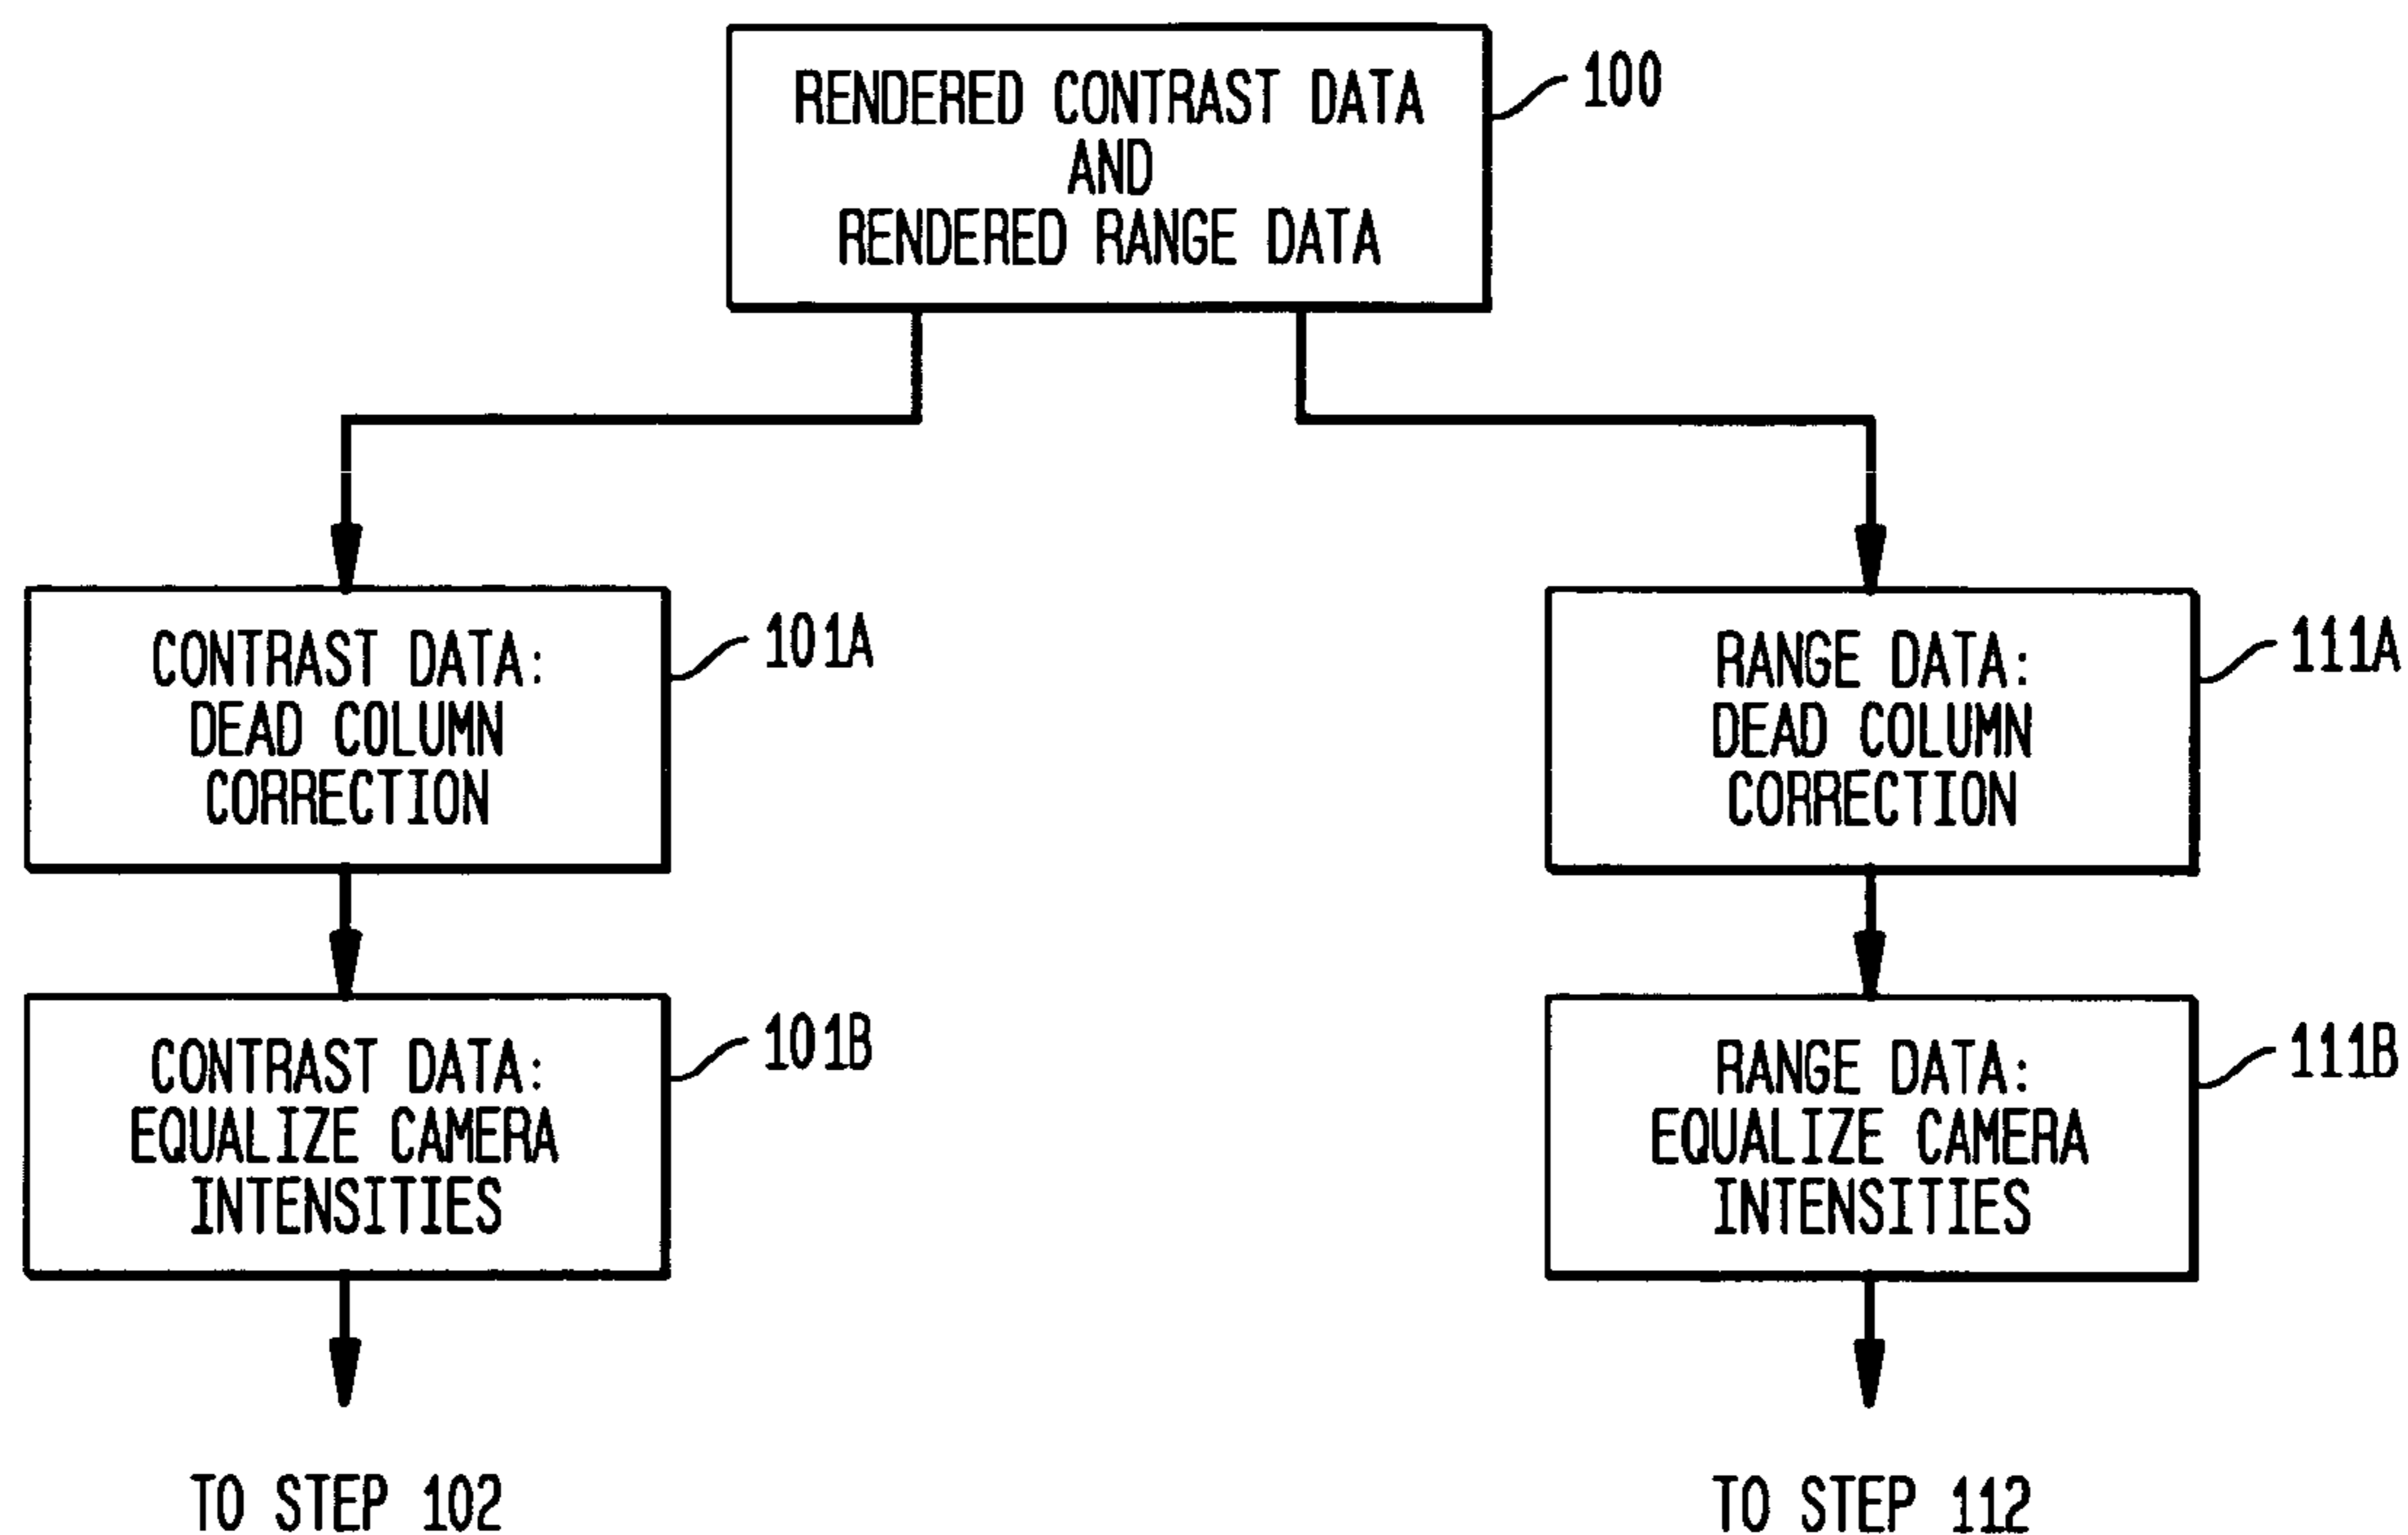 RENDERED CONTRAST DATA
AND
RENDERED RANGE DATA
100
CONTRAST DATA:
DEAD COLUMN
CORRECTION
101A
RANGE DATA:
DEAD COLUMN
CORRECTION
111A
CONTRAST DATA:
EQUALIZE CAMERA
INTENSITIES
101B
RANGE DATA:
EQUALIZE CAMERA
INTENSITIES
111B
TO STEP 102
TO STEP 112